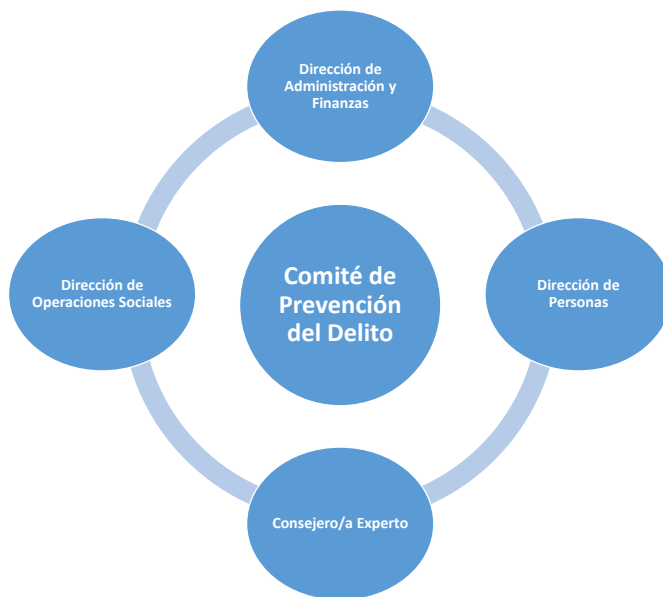 Dirección de
Administración y
Finanzas
Dirección de
Operaciones Sociales
Comité de
Prevención
del Delito
Dirección de
Personas
Consejero/a Experto